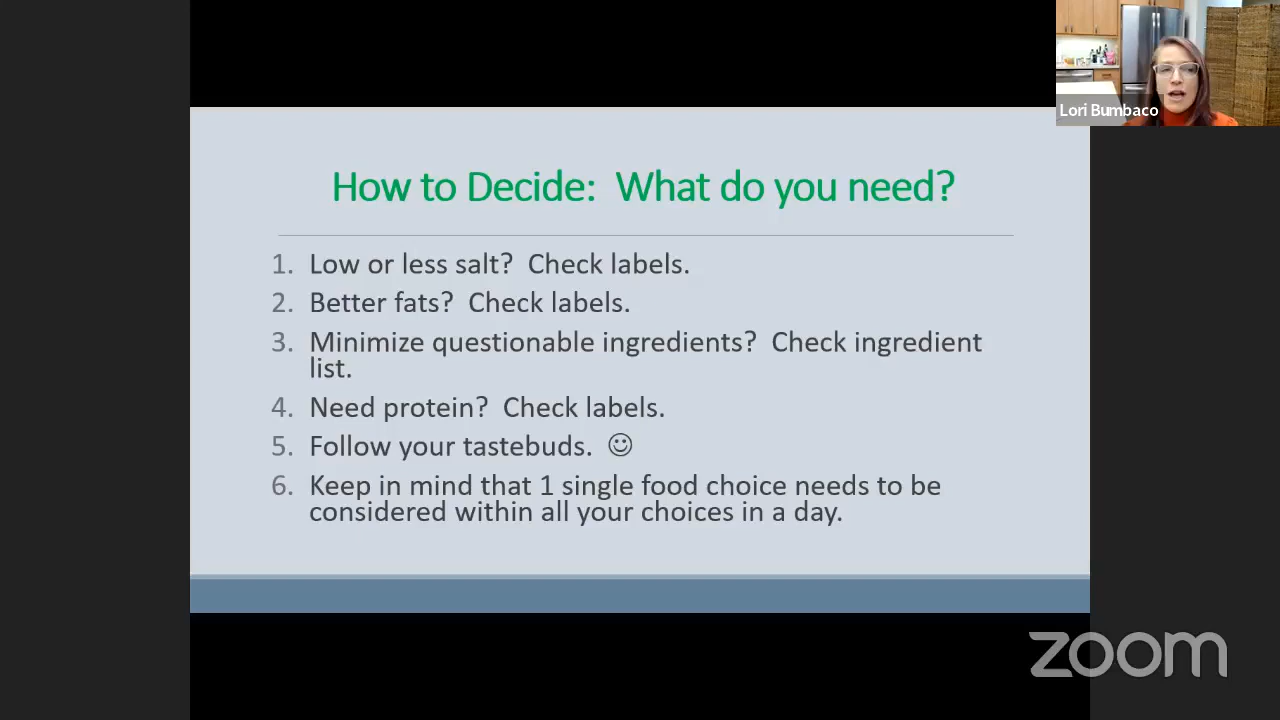 Lori Bumbaco
How to Decide:  What do you need?
1. Low or less salt?  Check labels.
2. Better fats?  Check labels.
3. Minimize questionable ingredients?  Check ingredient
list.
4. Need protein?  Check labels.
5. Follow your tastebuds. ☺
6. Keep in mind that 1 single food choice needs to be
considered within all your choices in a day.
zoom